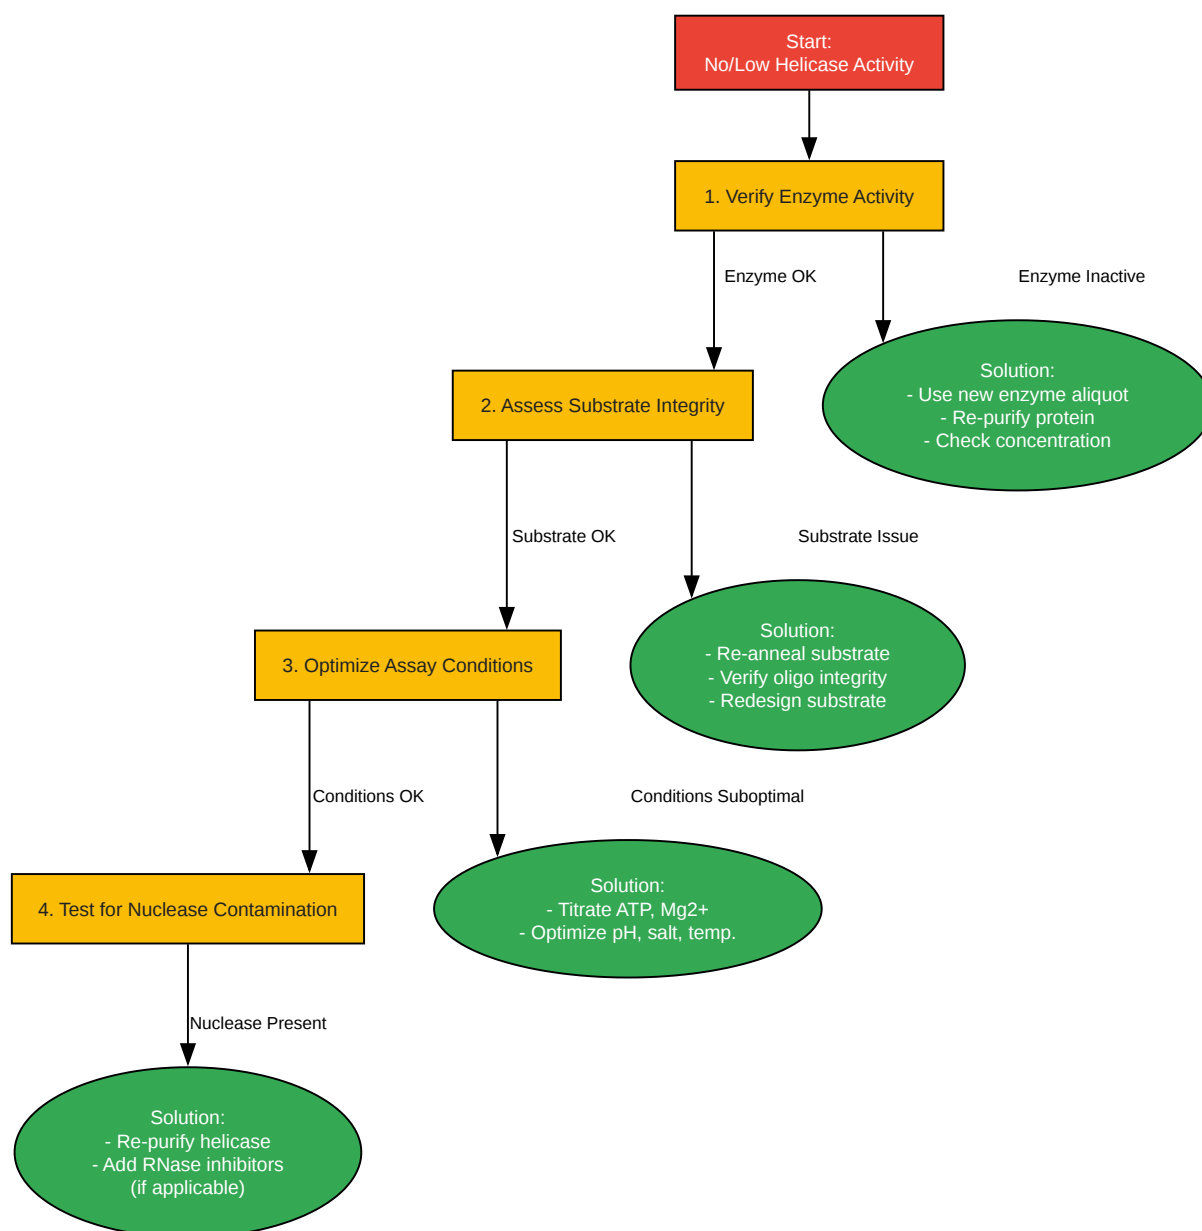 Start:
No/Low Helicase Activity
1. Verify Enzyme Activity
Enzyme OK
Enzyme Inactive
Solution:
- Use new enzyme aliquot
- Re-purify protein
- Check concentration
2. Assess Substrate Integrity
Substrate OK
Substrate Issue
Solution:
- Re-anneal substrate
- Verify oligo integrity
- Redesign substrate
3. Optimize Assay Conditions
Conditions OK
Conditions Suboptimal
Solution:
- Titrate ATP, Mg2+
- Optimize pH, salt, temp.
4. Test for Nuclease Contamination
Nuclease Present
Solution:
- Re-purify helicase
- Add RNase inhibitors
(if applicable)